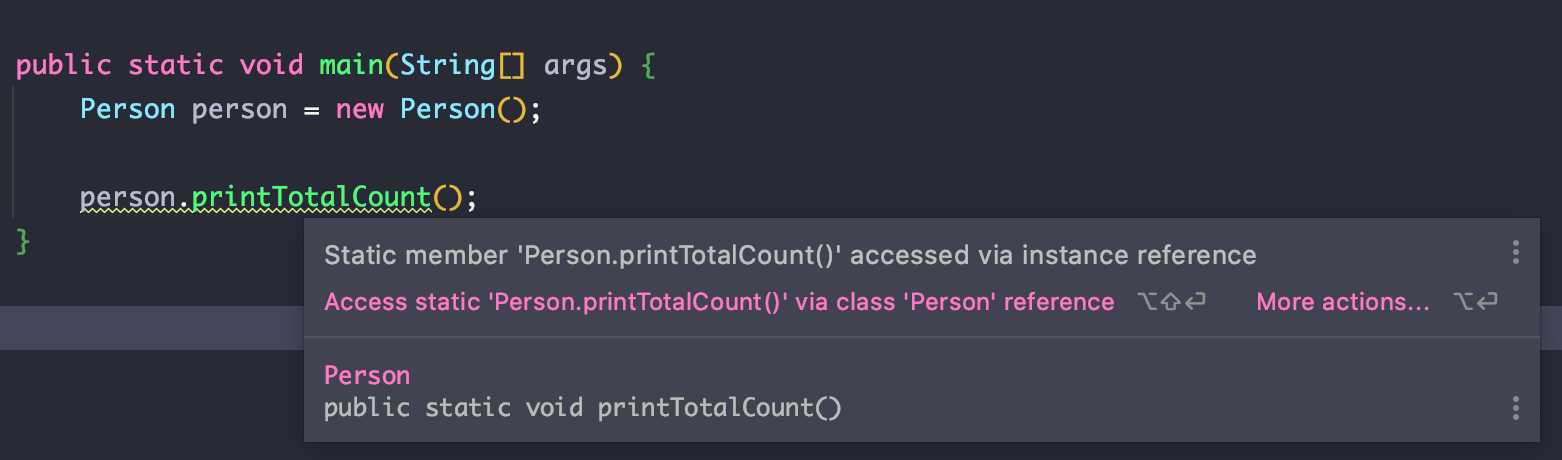 public static void main(String[] args) {
Person person = new Person();
person.printTotalCount();
}
Static member 'Person.printTotalCount()' accessed via instance reference
Access static 'Person.printTotalCount()' via class 'Person' reference ⌥⇧⏎ More actions... ⌥⏎
Person
public static void printTotalCount()